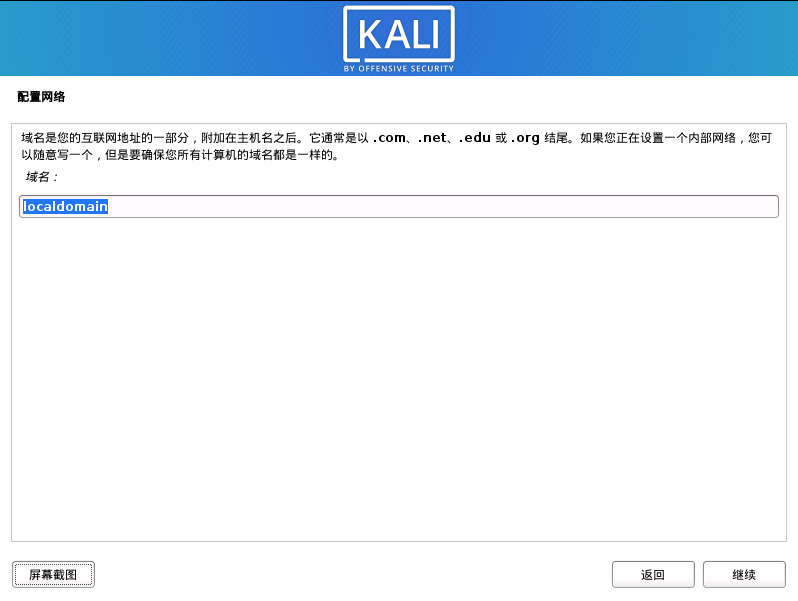 KALI
BY OFFENSIVE SECURITY
配置网络
域名是您的互联网地址的一部分，附加在主机名之后。它通常是以 .com、.net、.edu 或 .org 结尾。如果您正在设置一个内部网络，您可
以随意写一个，但是要确保您所有计算机的域名都是一样的。
域名：
localdomain
屏幕截图
返回
继续